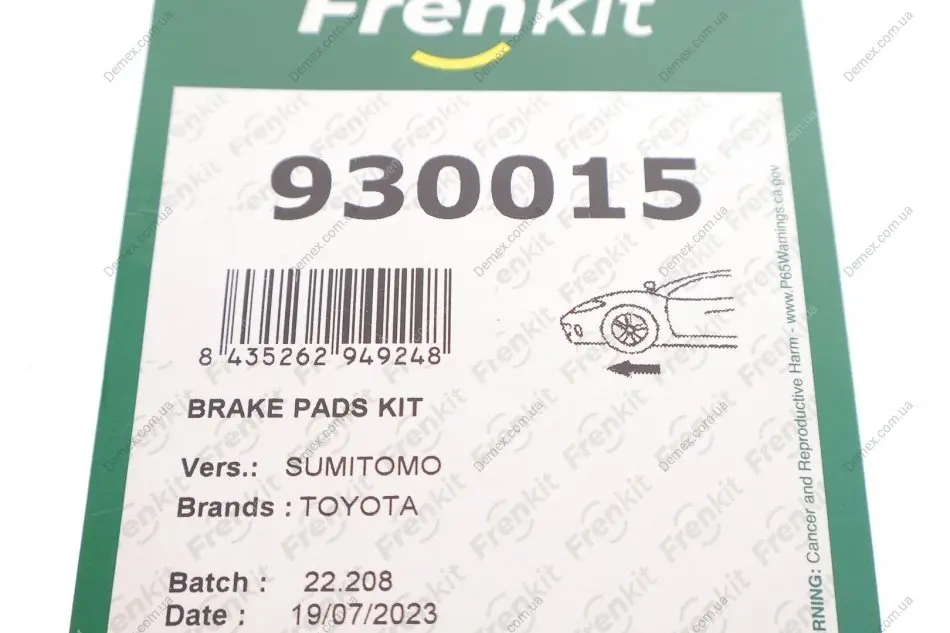 Frenkit
930015
8 435262 949248
BRAKE PADS KIT
Vers.: SUMITOMO
Brands : TOYOTA
Batch : 22.208
Date : 19/07/2023
RNING: Cancer and Reproductive Harm - www.P65Warnings.ca.gov
Demex.com.ua